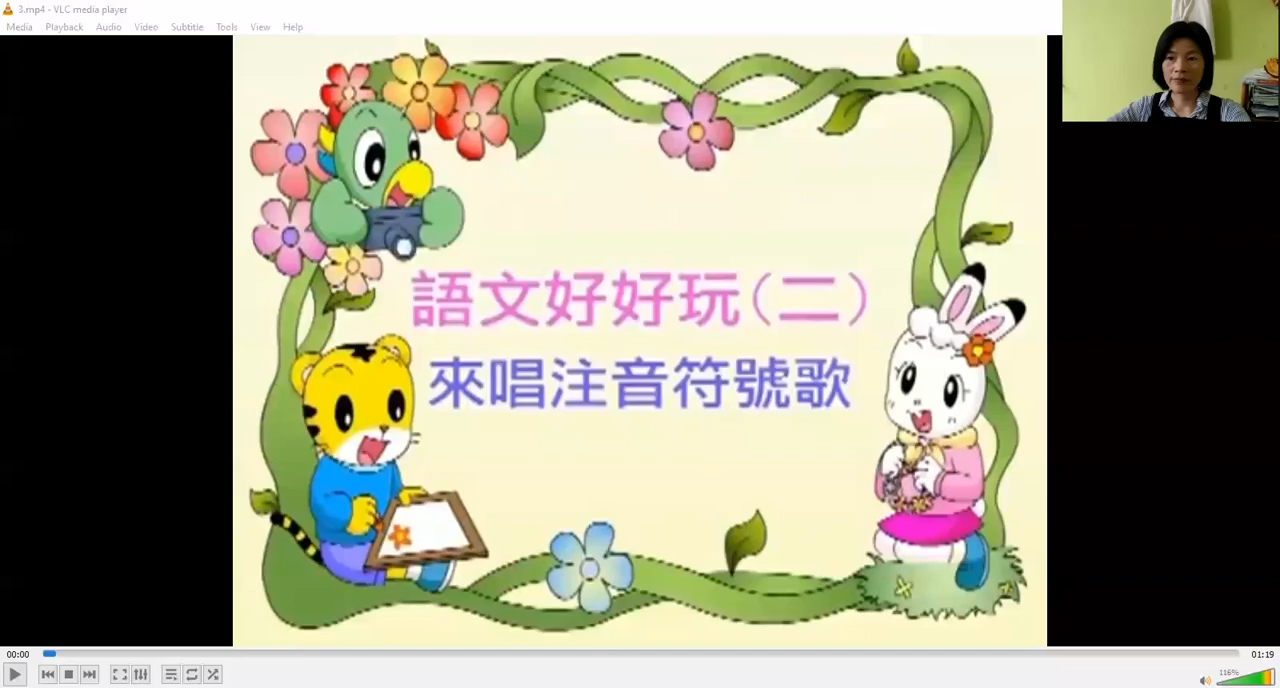 3.mp4 - VLC media player
Media Playback Audio Video Subtitle Tools View Help
語文好好玩(二)
來唱注音符號歌
00:00
01:19
116%